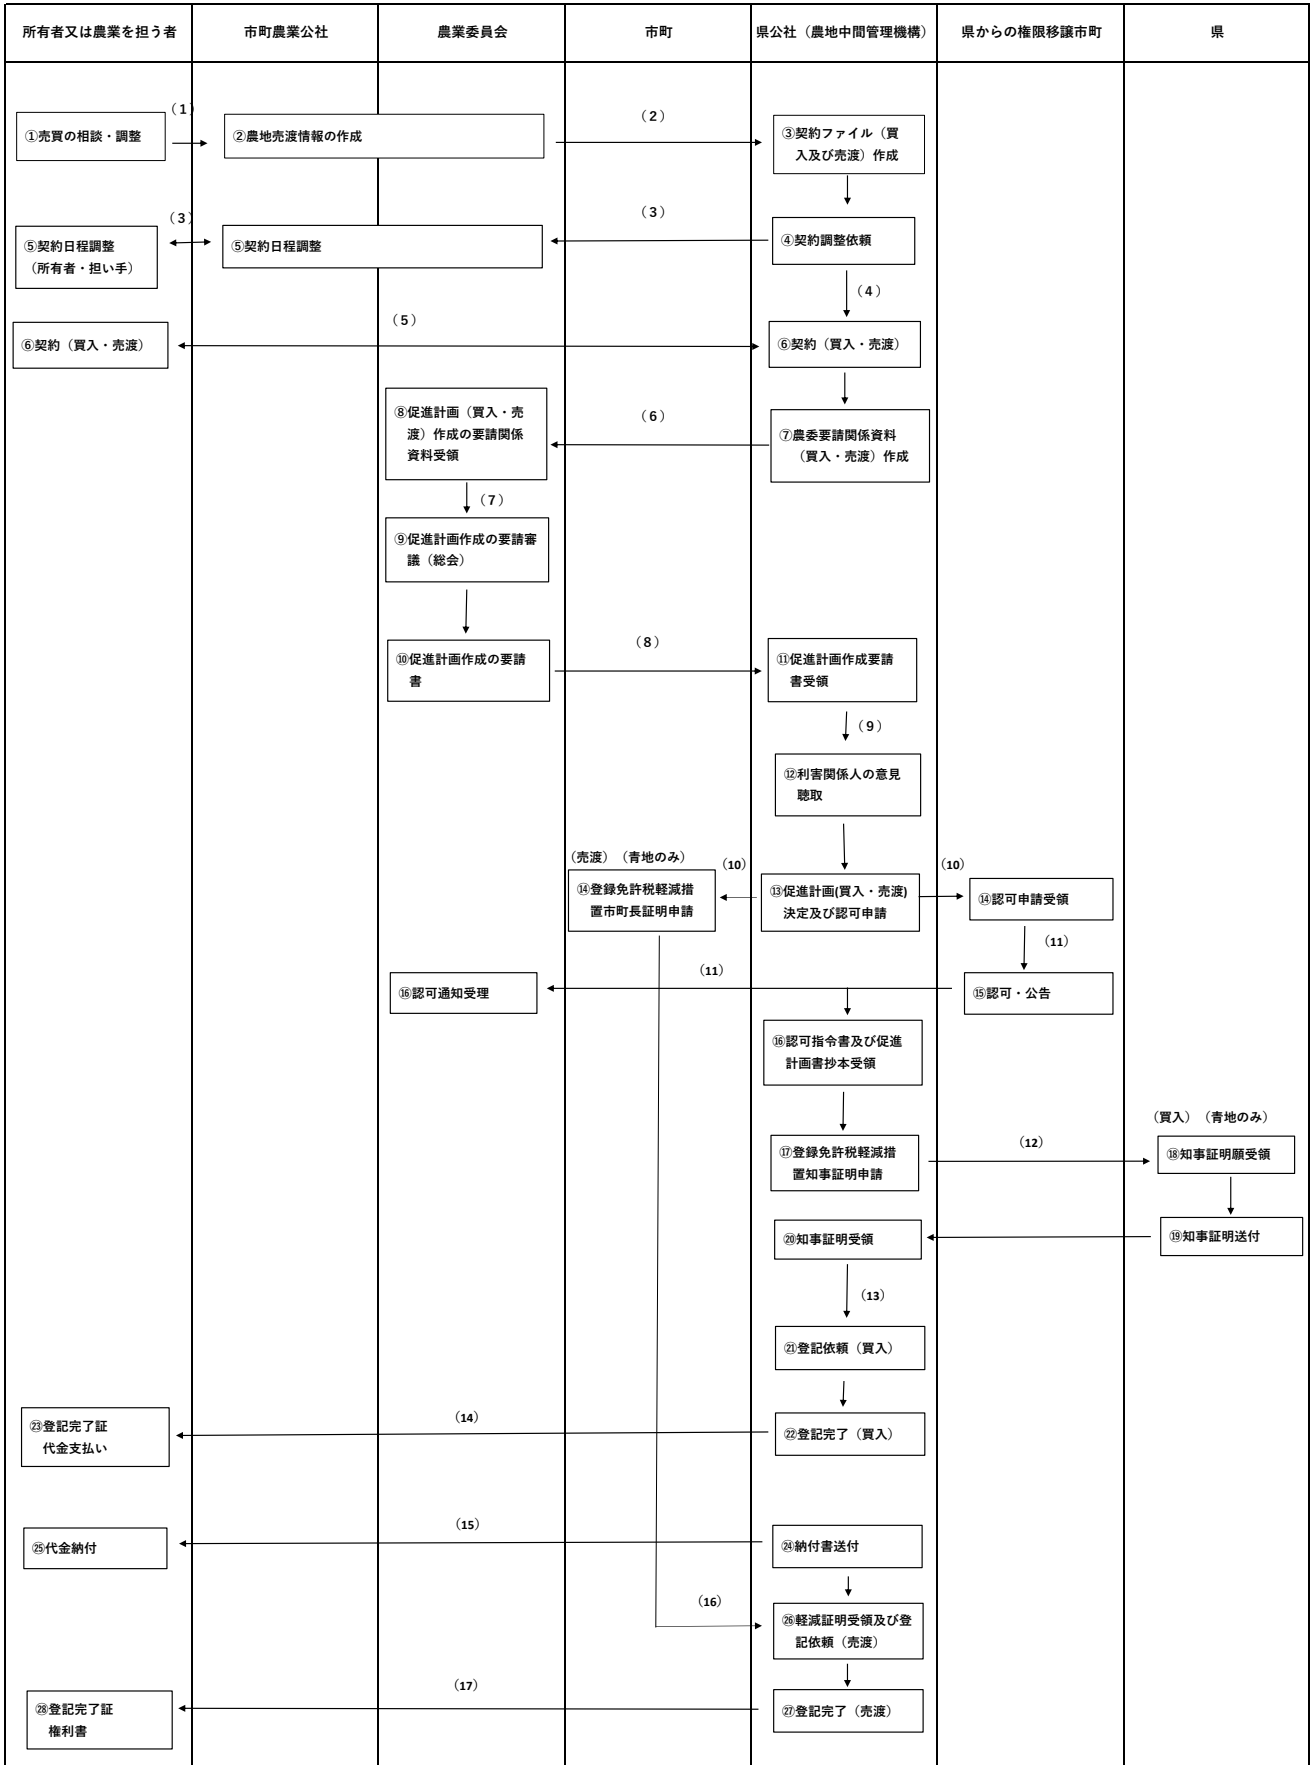 所有者又は農業を担う者
市町農業公社
農業委員会
市町
県公社（農地中間管理機構）
県からの権限移譲市町
県
（1）
（2）
①売買の相談・調整
②農地売渡情報の作成
③契約ファイル（買
入及び売渡）作成
（3）
（3）
⑤契約日程調整
（所有者・担い手）
⑤契約日程調整
④契約調整依頼
（4）
（5）
⑥契約（買入・売渡）
⑥契約（買入・売渡）
⑧促進計画（買入・売
渡）作成の要請関係
資料受領
（6）
⑦農委要請関係資料
（買入・売渡）作成
（7）
⑨促進計画作成の要請審
議（総会）
（8）
⑩促進計画作成の要請
書
⑪促進計画作成要請
書受領
（9）
⑫利害関係人の意見
聴取
（売渡）（青地のみ）
（10）
（10）
⑭登録免許税軽減措
置市町長証明申請
⑬促進計画(買入・売渡)
決定及び認可申請
⑭認可申請受領
（11）
（11）
⑯認可通知受理
⑮認可・公告
⑯認可指令書及び促進
計画書抄本受領
（買入）（青地のみ）
⑰登録免許税軽減措
置知事証明申請
（12）
⑱知事証明願受領
⑳知事証明受領
⑲知事証明送付
（13）
㉑登記依頼（買入）
（14）
㉓登記完了証
代金支払い
㉒登記完了（買入）
（15）
㉕代金納付
㉔納付書送付
（16）
㉖軽減証明受領及び登
記依頼（売渡）
（17）
㉘登記完了証
権利書
㉗登記完了（売渡）